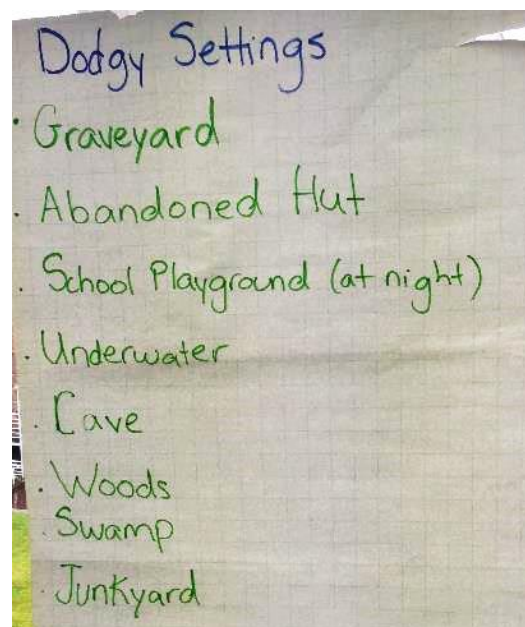 Dodgy Settings
· Graveyard
· Abandoned Hut
· School Playground (at night)
· Underwater
· Cave
· Woods
· Swamp
· Junkyard